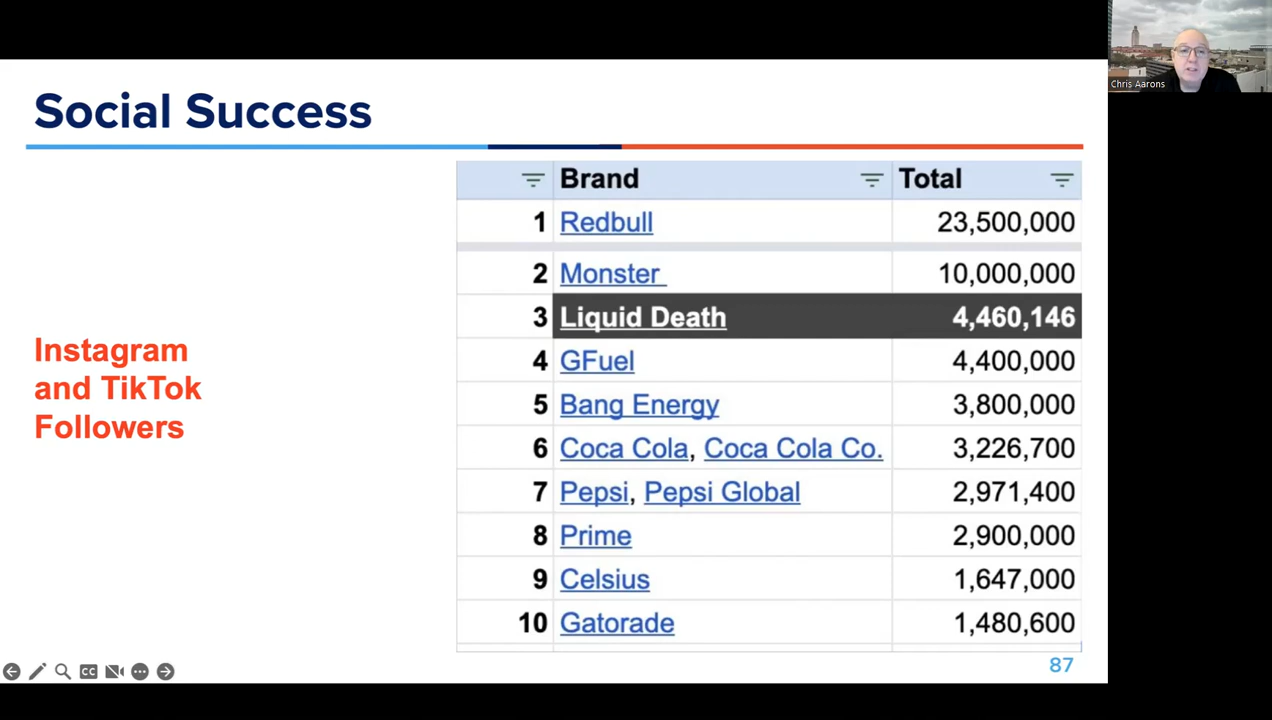 Chris Aarons
Social Success
Instagram
and TikTok
Followers
Brand Total
1 Redbull 23,500,000
2 Monster 10,000,000
3 Liquid Death 4,460,146
4 GFuel 4,400,000
5 Bang Energy 3,800,000
6 Coca Cola, Coca Cola Co. 3,226,700
7 Pepsi, Pepsi Global 2,971,400
8 Prime 2,900,000
9 Celsius 1,647,000
10 Gatorade 1,480,600
CC
87